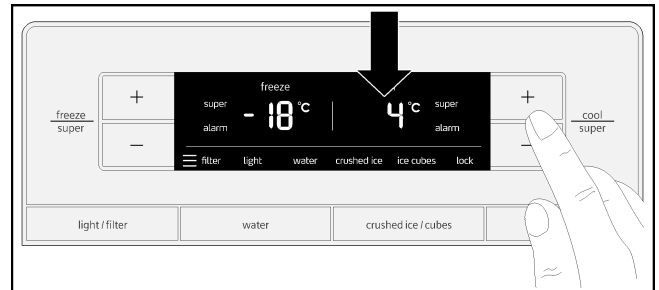 freeze
super
+
−
freeze
super
alarm
- 18 °C
4 °C
super
alarm
filter light water crushed ice ice cubes lock
+
−
cool
super
light / filter water crushed ice / cubes